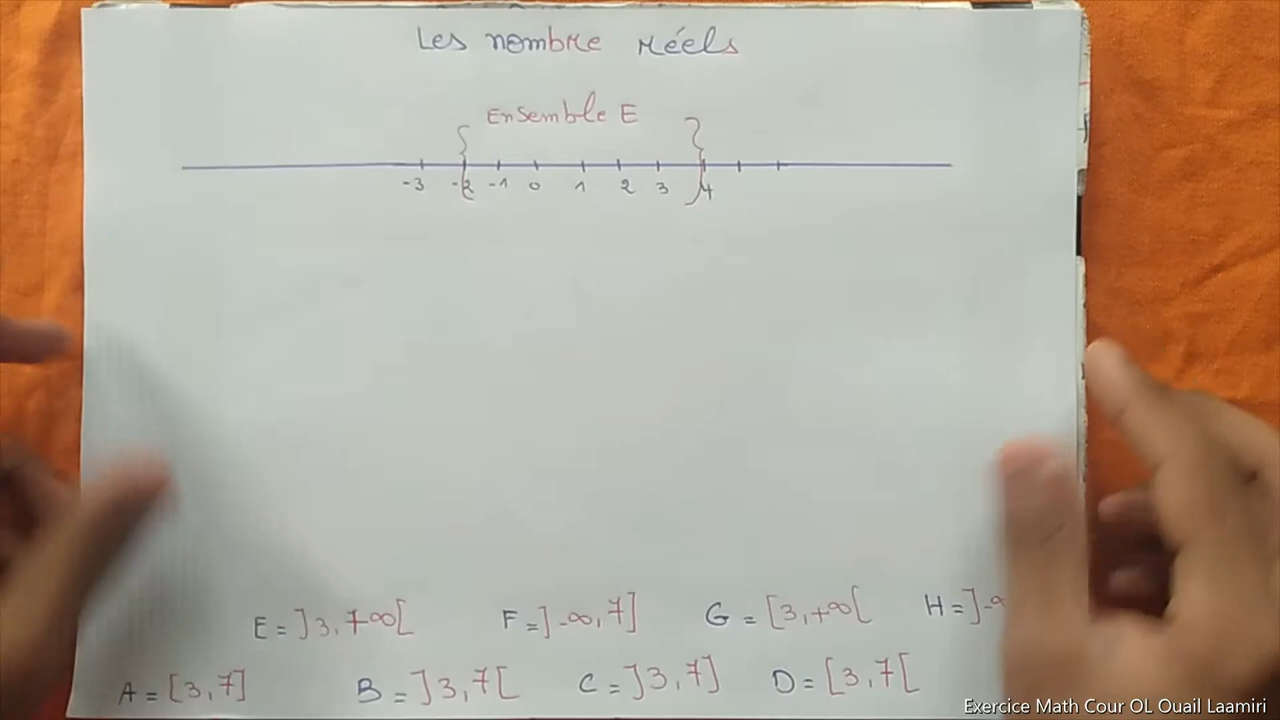 Les nombre réels
Ensemble E
-3 -2 -1 0 1 2 3 4
E = ]3, +∞[ F = ]-∞, 7] G = [3, +∞[ H = ]-∞
A = [3, 7] B = ]3, 7[ C = ]3, 7] D = [3, 7[
Exercice Math Cour OL Ouail Laamiri